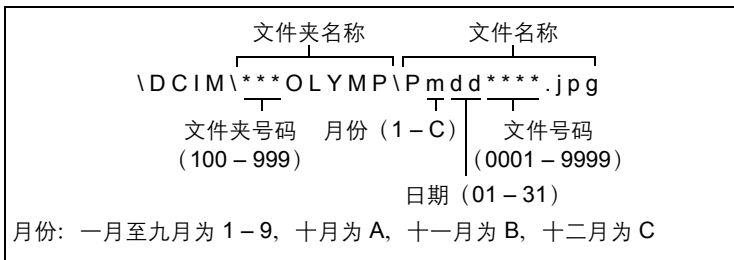 文件夹名称 文件名称
\DCIM\***OLYMP\Pmdd****.jpg
文件夹号码 月份（1 – C） 文件号码
（100 – 999） （0001 – 9999）
日期（01 – 31）
月份：一月至九月为 1 – 9，十月为 A，十一月为 B，十二月为 C